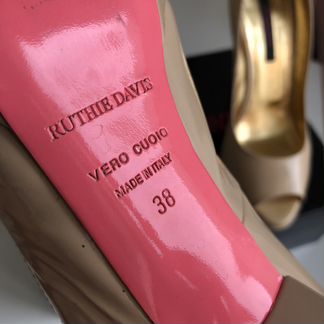 RUTHIE DAVIS
VERO CUOIO
MADE IN ITALY
38